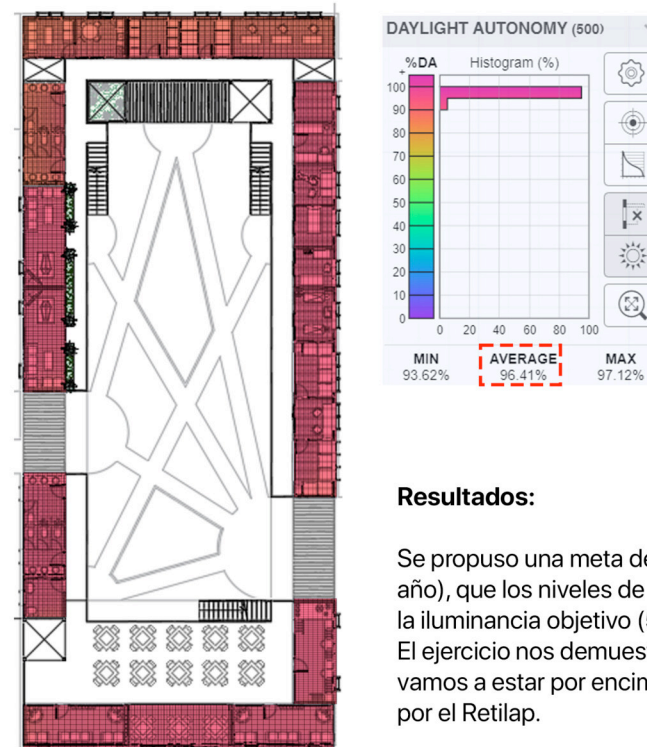 DAYLIGHT AUTONOMY (500)
%DA
Histogram (%)
+
100
90
80
70
60
50
40
30
20
10
0
0 20 40 60 80 100
MIN AVERAGE MAX
93.62% 96.41% 97.12%
Resultados:
Se propuso una meta de
año), que los niveles de
la iluminancia objetivo (
El ejercicio nos
vamos a estar por
por el Retilap.